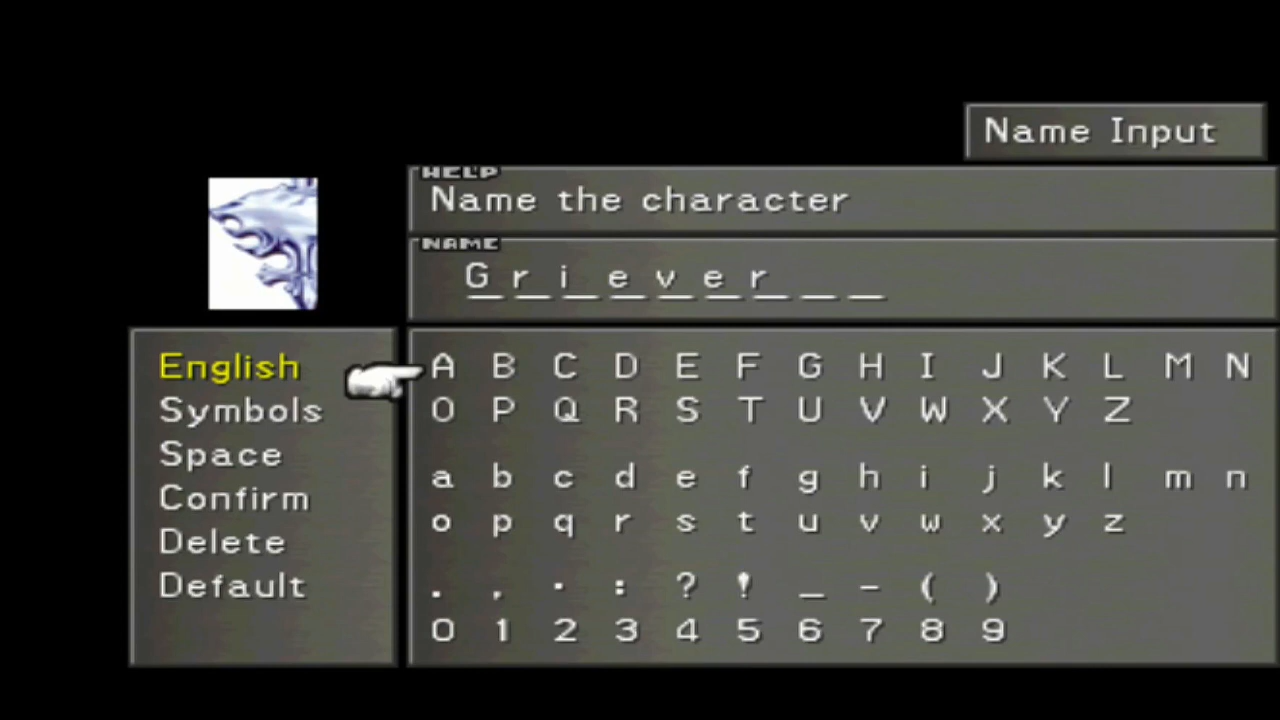 Name Input
HELP
Name the character
NAME
Griever__
English
Symbols
Space
Confirm
Delete
Default
A B C D E F G H I J K L M N
O P Q R S T U V W X Y Z
a b c d e f g h i j k l m n
o p q r s t u v w x y z
. , · : ? ! _ - ( )
0 1 2 3 4 5 6 7 8 9